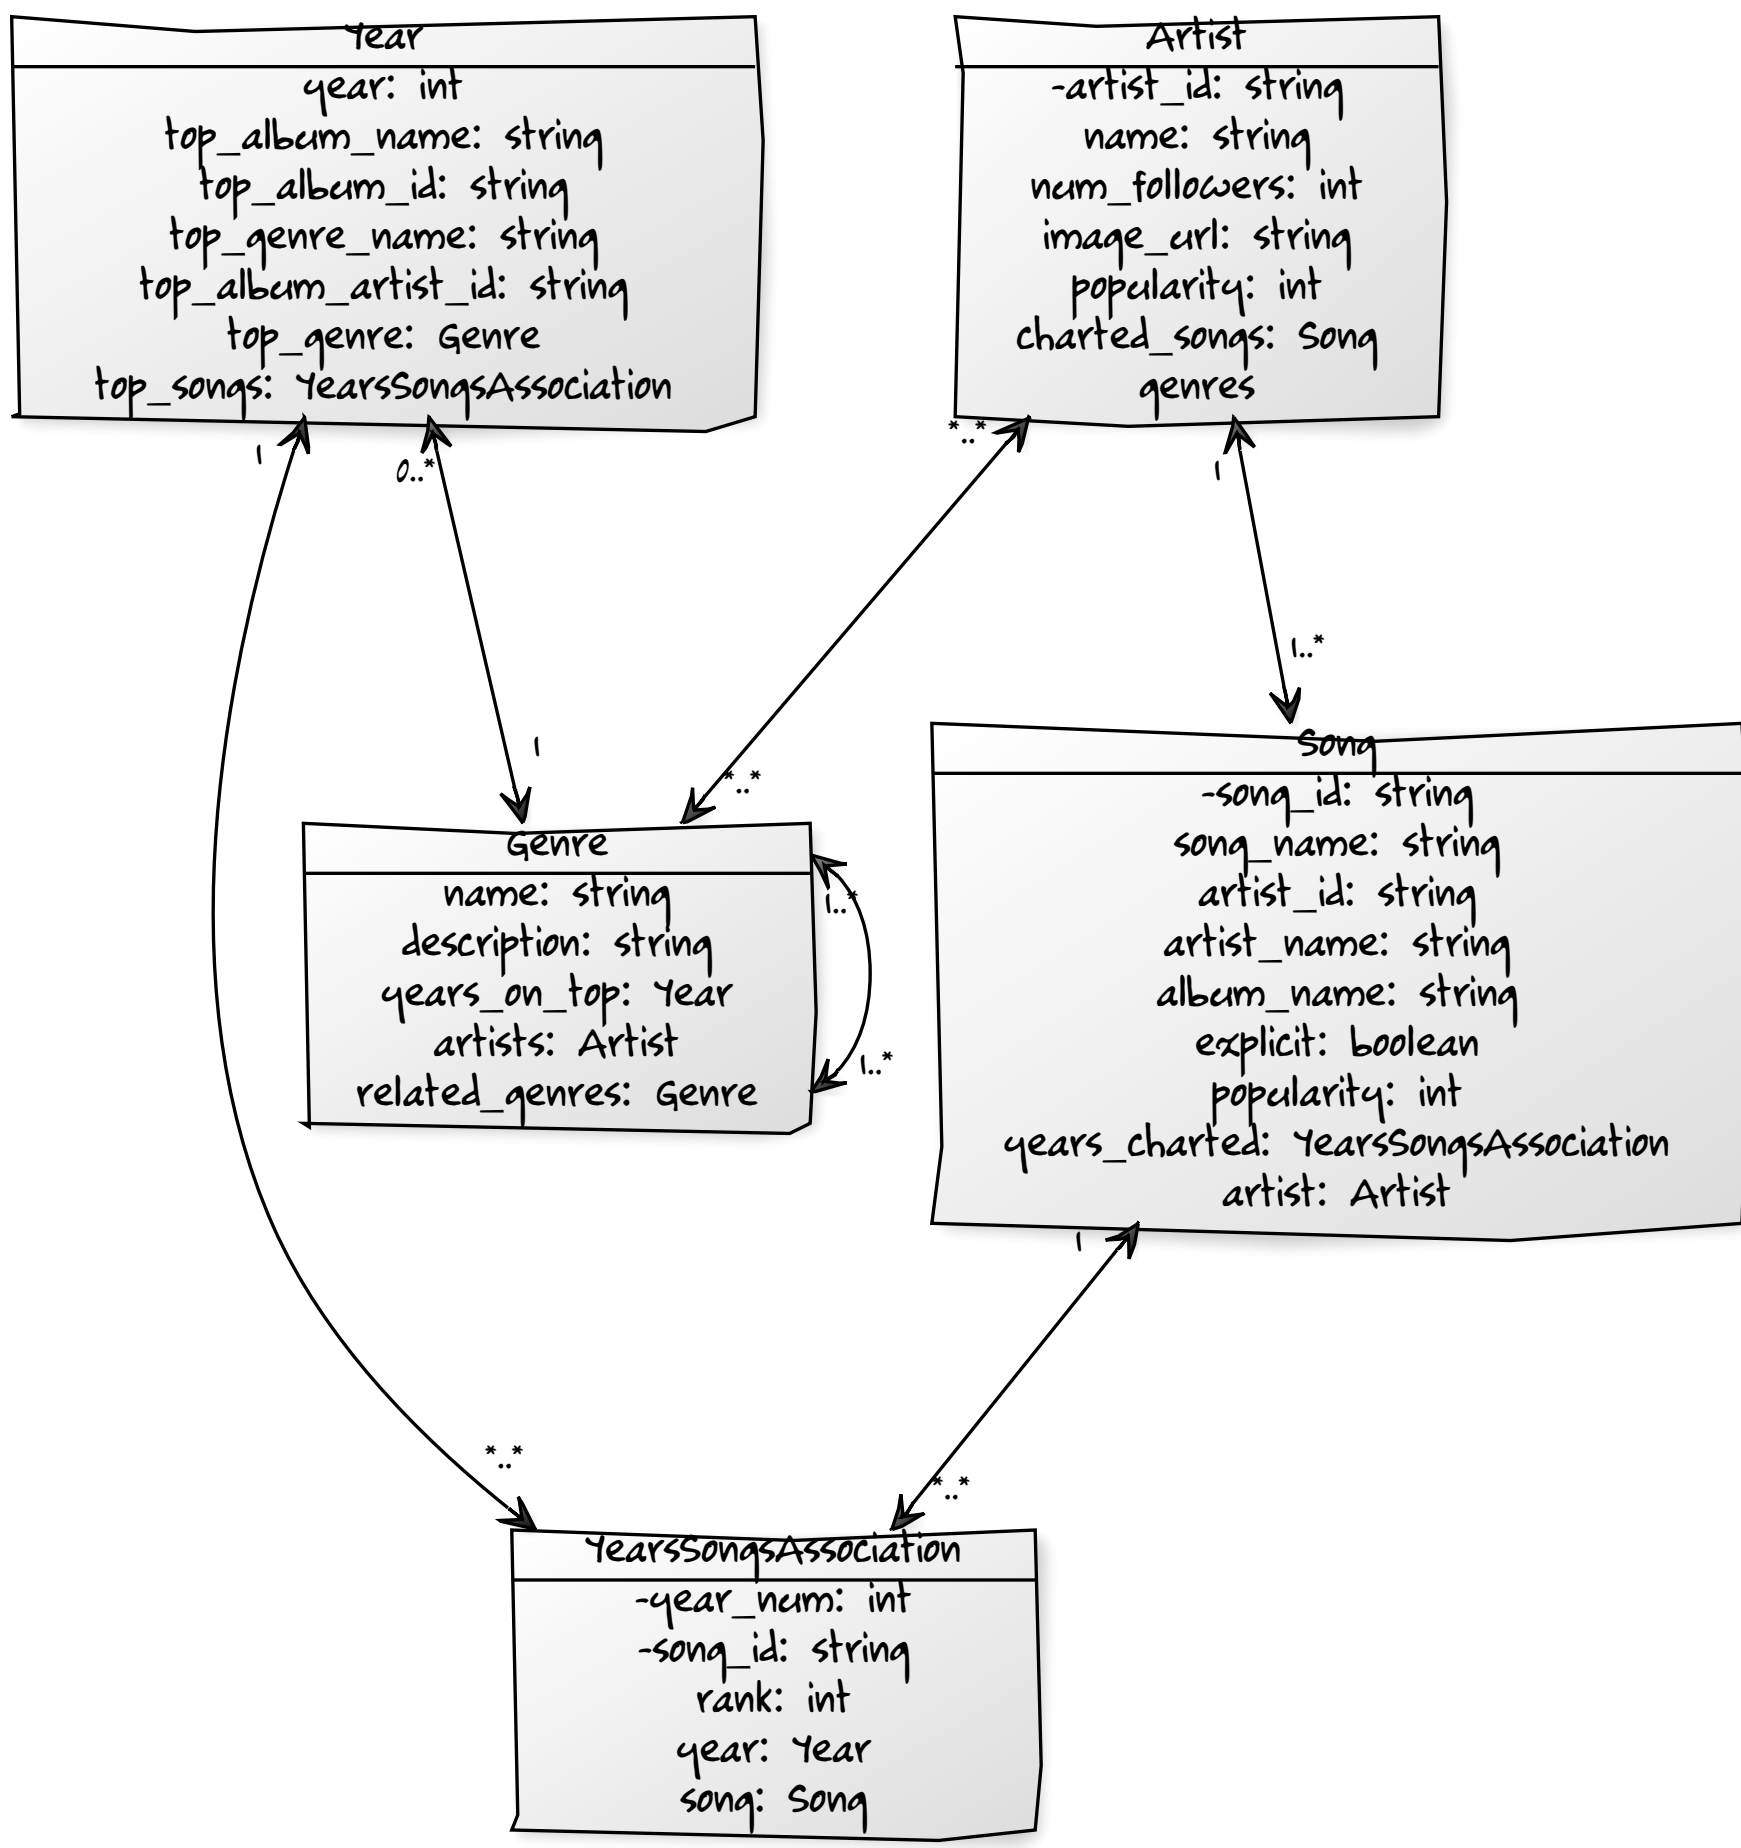 Year
year: int
top_album_name: string
top_album_id: string
top_genre_name: string
top_album_artist_id: string
top_genre: Genre
top_songs: YearsSongsAssociation
Artist
-artist_id: string
name: string
num_followers: int
image_url: string
popularity: int
charted_songs: Song
genres
1
0..*
*..*
1
1..*
1
*..*
Song
-song_id: string
song_name: string
artist_id: string
artist_name: string
album_name: string
explicit: boolean
popularity: int
years_charted: YearsSongsAssociation
artist: Artist
Genre
name: string
description: string
years_on_top: Year
artists: Artist
related_genres: Genre
1..*
1..*
1
*..*
*..*
YearsSongsAssociation
-year_num: int
-song_id: string
rank: int
year: Year
song: Song